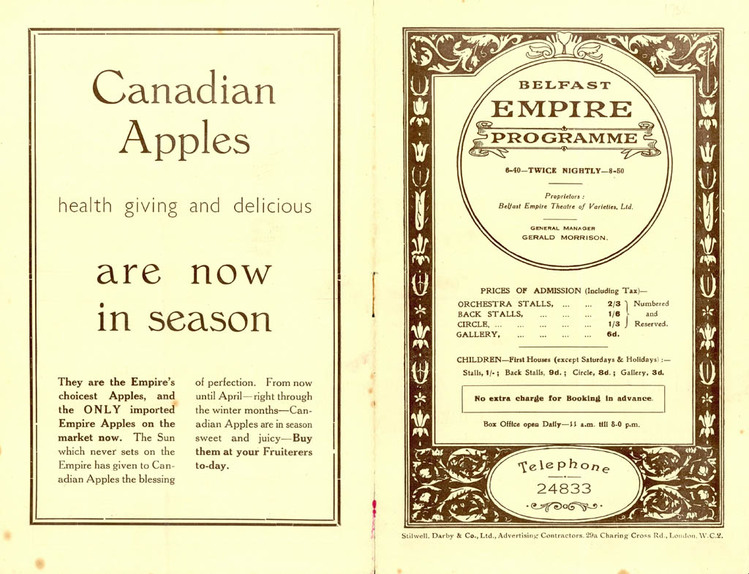 Canadian
Apples
health giving and delicious
are now
in season
They are the Empire's
choicest Apples, and
the ONLY imported
Empire Apples on the
market now. The Sun
which never sets on the
Empire has given to Can-
adian Apples the blessing
of perfection. From now
until April—right through
the winter months—Can-
adian Apples are in season
sweet and juicy—Buy
them at your Fruiterers
to-day.
BELFAST
EMPIRE
PROGRAMME
6-40—TWICE NIGHTLY—8-50
Proprietors :
Belfast Empire Theatre of Varieties, Ltd.
GENERAL MANAGER
GERALD MORRISON.
PRICES OF ADMISSION (Including Tax)—
ORCHESTRA STALLS, ... ... 2/3 } Numbered
BACK STALLS, ... ... ... 1/6 } and
CIRCLE, ... ... ... ... 1/3 } Reserved.
GALLERY, ... ... ... 6d.
CHILDREN—First Houses (except Saturdays & Holidays) :—
Stalls, 1/- ; Back Stalls, 9d. ; Circle, 8d. ; Gallery, 3d.
No extra charge for Booking in advance.
Box Office open Daily—11 a.m. till 5-0 p.m.
Telephone
24833
Stilwell, Darby & Co., Ltd., Advertising Contractors, 29a Charing Cross Rd., London, W.C.2.